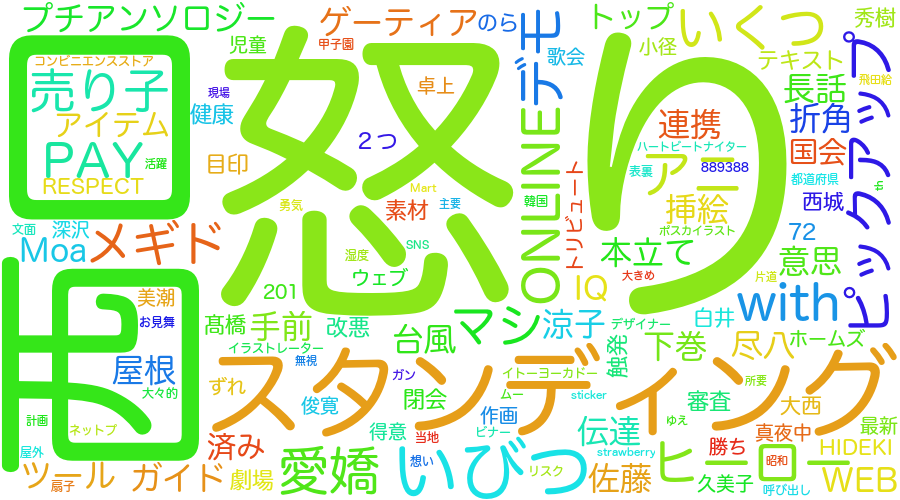 プチアンソロジー
ゲーティア
のら
トップ
いくつ
秀樹
コンビニエンスストア
児童
甲子園
歌会
小径
テキスト
売り子
現場
怒り
卓上
ONLINE
デモ
長話
飛田給
アイテム
健康
2つ
連携
折角
ピックアップ
PAY
活躍
目印
ハートビートナイター
国会
RESPECT
Mart
トリビュート
アー
889388
表裏
都道府県
勇気
素材
主要
韓国
挿絵
西城
文面
深沢
メギド
ポスカイラスト
72
Moa
湿度
SNS
本立て
意思
ウェブ
大きめ
片道
201
IQ
美潮
with
お見舞
髙橋
手前
改悪
台風
マシ
涼子
デザイナー
白井
イラストレーター
下巻
尽八
ホームズ
屋根
無視
スタンディング
触発
大々的
ずれ
ガン
イトーヨーカドー
所要
俊寛
閉会
ムー
sticker
審査
大西
計画
ネットプ
作画
得意
当地
ビナー
伝達
ゆえ
最新
屋外
済み
勝ち
真夜中
ツール
ガイド
劇場
愛嬌
想い
いびつ
リスク
strawberry
ヒーロー
昭和
HIDEKI
扇子
佐藤
久美子
呼び出し
WEB